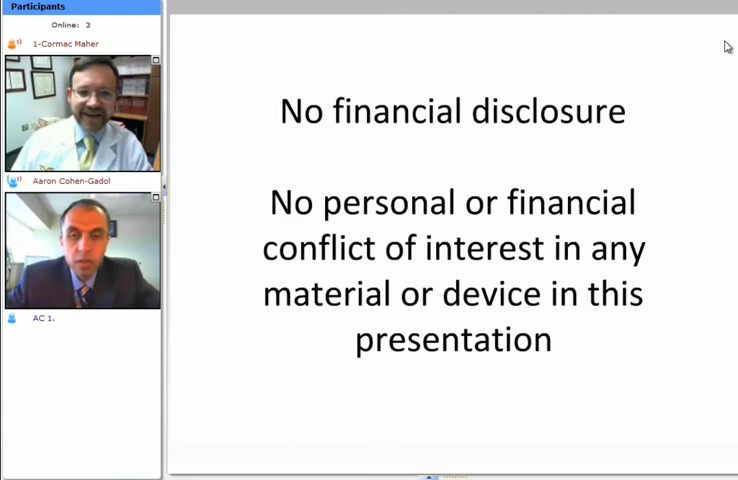 Participants
Online: 3
1-Cormac Maher
Aaron Cohen-Gadol
AC 1.
No financial disclosure
No personal or financial
conflict of interest in any
material or device in this
presentation